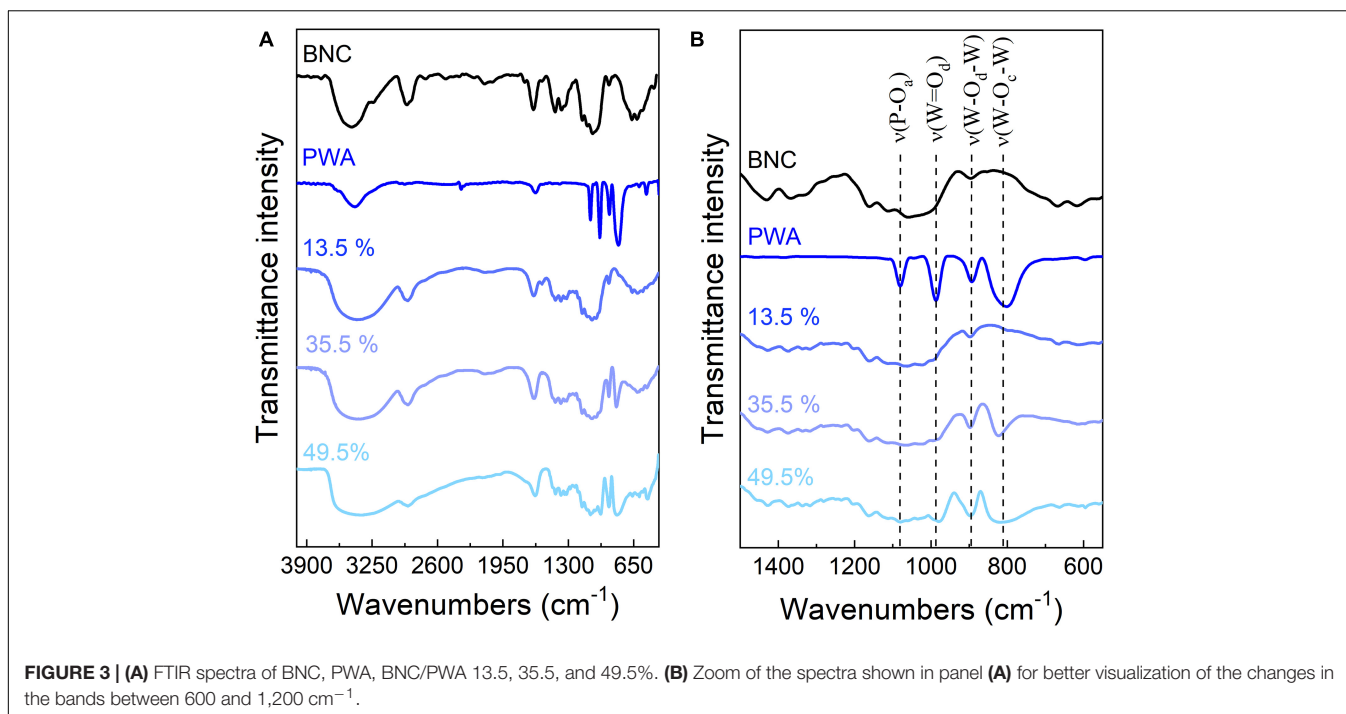 A
BNC
PWA
13.5 %
35.5 %
49.5%
Transmittance intensity
3900 3250 2600 1950 1300 650
Wavenumbers (cm⁻¹)
B
ν(P-Oₐ)
ν(W=O_d)
ν(W-O_d-W)
ν(W-O_c-W)
BNC
PWA
13.5 %
35.5 %
49.5%
Transmittance intensity
1400 1200 1000 800 600
Wavenumbers (cm⁻¹)
FIGURE 3 | (A) FTIR spectra of BNC, PWA, BNC/PWA 13.5, 35.5, and 49.5%. (B) Zoom of the spectra shown in panel (A) for better visualization of the changes in
the bands between 600 and 1,200 cm⁻¹.